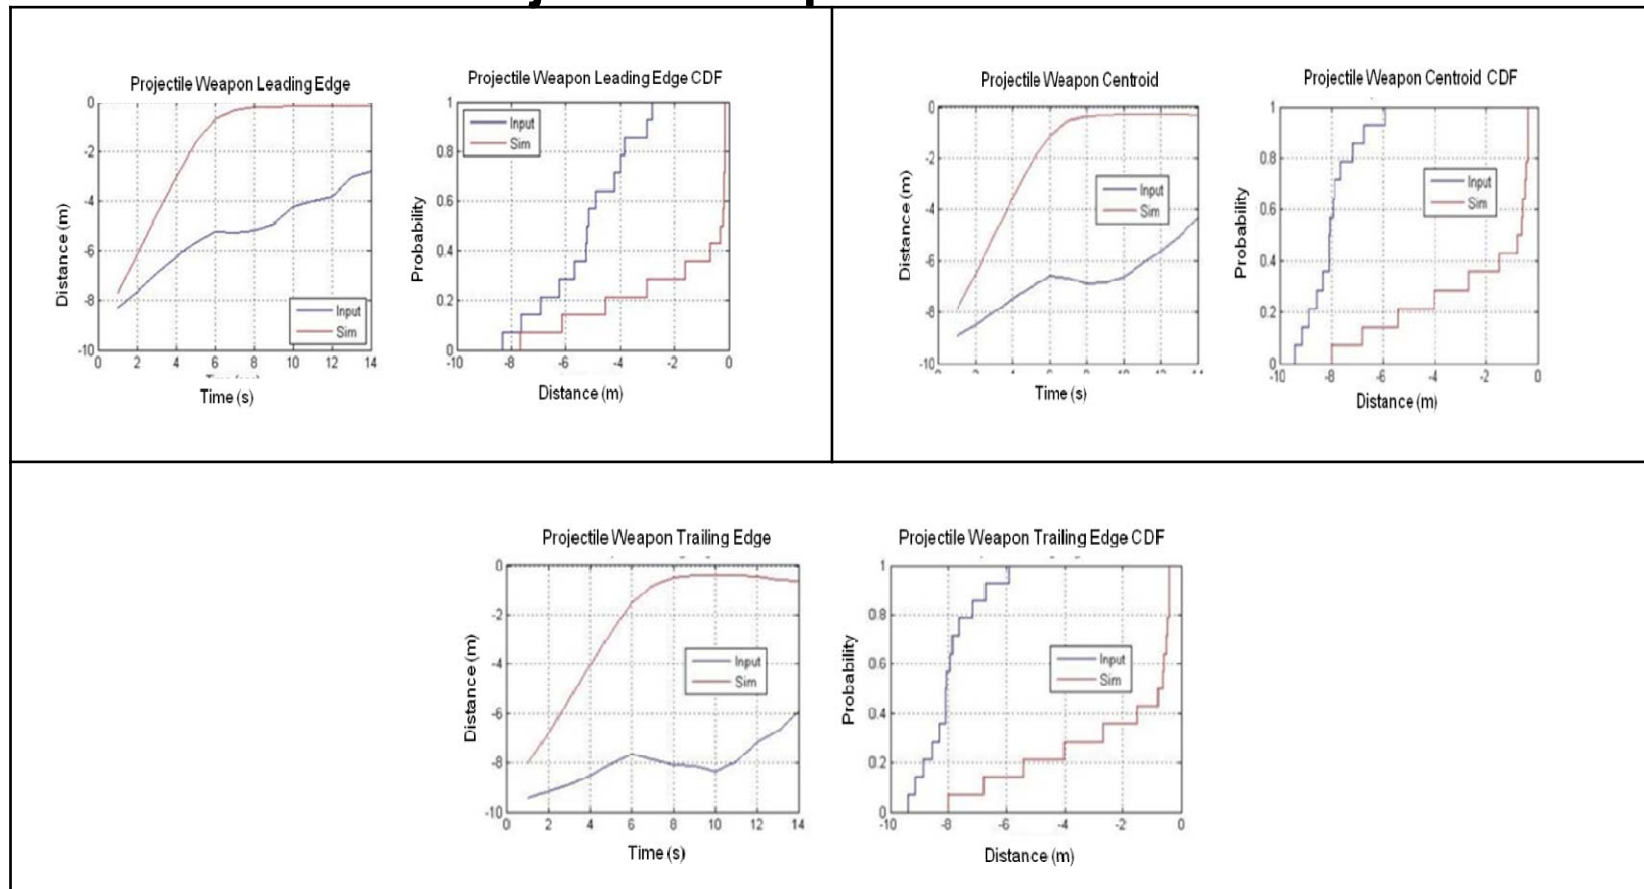 Projectile Weapon Leading Edge
0
-2
-4
-6
-8
-10
Distance (m)
Input
Sim
0 2 4 6 8 10 12 14
Time (s)
Projectile Weapon Leading Edge CDF
1
0.8
0.6
0.4
0.2
0
Probability
Input
Sim
-10 -8 -6 -4 -2 0
Distance (m)
Projectile Weapon Centroid
0
-2
-4
-6
-8
-10
Distance (m)
Input
Sim
Time (s)
Projectile Weapon Centroid CDF
1
0.8
0.6
0.4
0.2
0
Probability
Input
Sim
-10 -8 -6 -4 -2 0
Distance (m)
Projectile Weapon Trailing Edge
0
-2
-4
-6
-8
-10
Distance (m)
Input
Sim
0 2 4 6 8 10 12 14
Time (s)
Projectile Weapon Trailing Edge CDF
1
0.8
0.6
0.4
0.2
0
Probability
Input
Sim
-10 -8 -6 -4 -2 0
Distance (m)